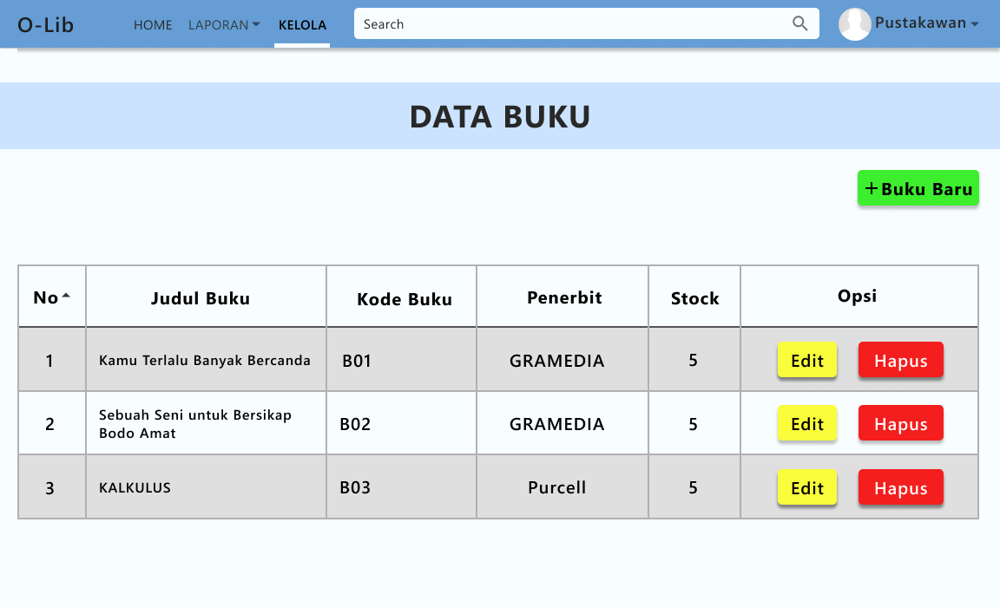 O-Lib HOME LAPORAN KELOLA Search Pustakawan
DATA BUKU
+Buku Baru
No Judul Buku Kode Buku Penerbit Stock Opsi
1 Kamu Terlalu Banyak Bercanda B01 GRAMEDIA 5 Edit Hapus
2 Sebuah Seni untuk Bersikap
Bodo Amat B02 GRAMEDIA 5 Edit Hapus
3 KALKULUS B03 Purcell 5 Edit Hapus